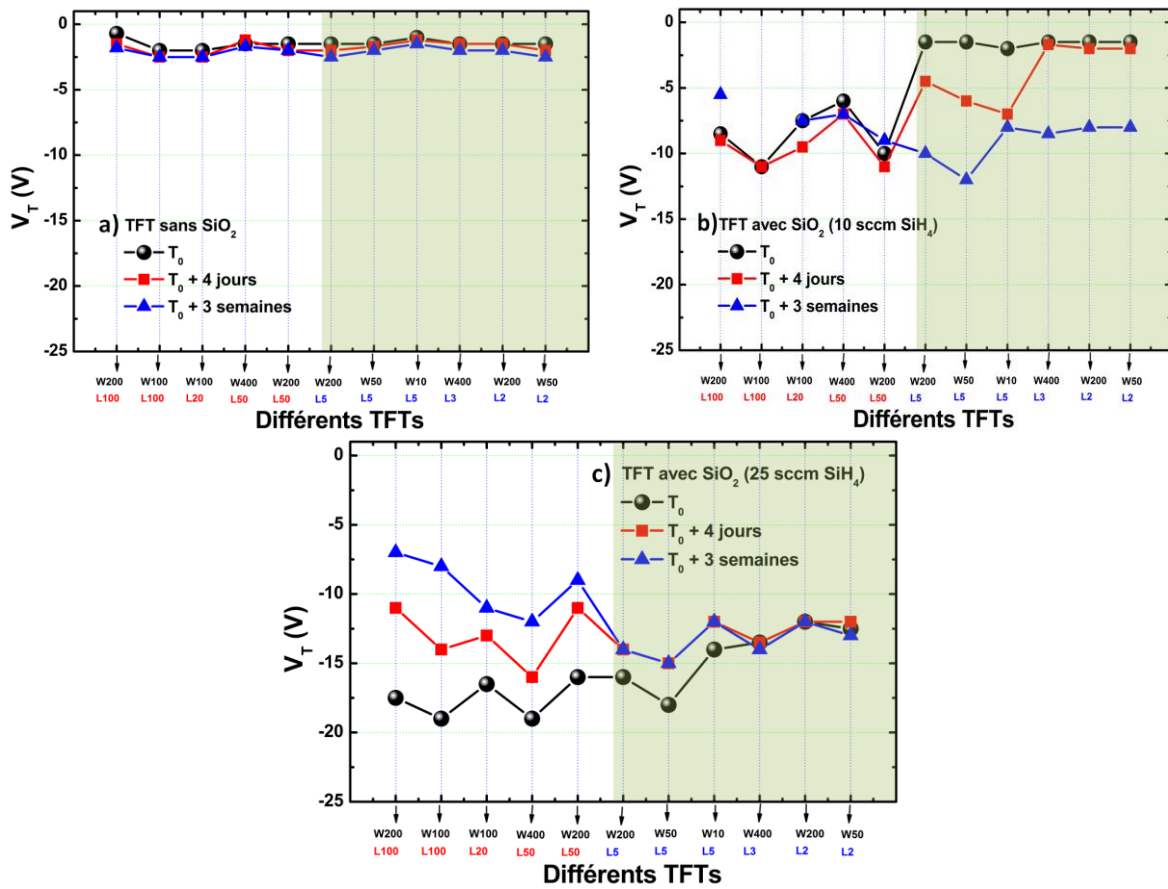 0
-5
-10
-15
-20
-25
V_T (V)
a) TFT sans SiO₂
T₀
T₀ + 4 jours
T₀ + 3 semaines
W200 W100 W100 W400 W200 W200 W50 W10 W400 W200 W50
L100 L100 L20 L50 L50 L5 L5 L5 L3 L2 L2
Différents TFTs
0
-5
-10
-15
-20
-25
V_T (V)
b) TFT avec SiO₂ (10 sccm SiH₄)
T₀
T₀ + 4 jours
T₀ + 3 semaines
W200 W100 W100 W400 W200 W200 W50 W10 W400 W200 W50
L100 L100 L20 L50 L50 L5 L5 L5 L3 L2 L2
Différents TFTs
0
-5
-10
-15
-20
-25
V_T (V)
c) TFT avec SiO₂ (25 sccm SiH₄)
T₀
T₀ + 4 jours
T₀ + 3 semaines
W200 W100 W100 W400 W200 W200 W50 W10 W400 W200 W50
L100 L100 L20 L50 L50 L5 L5 L5 L3 L2 L2
Différents TFTs